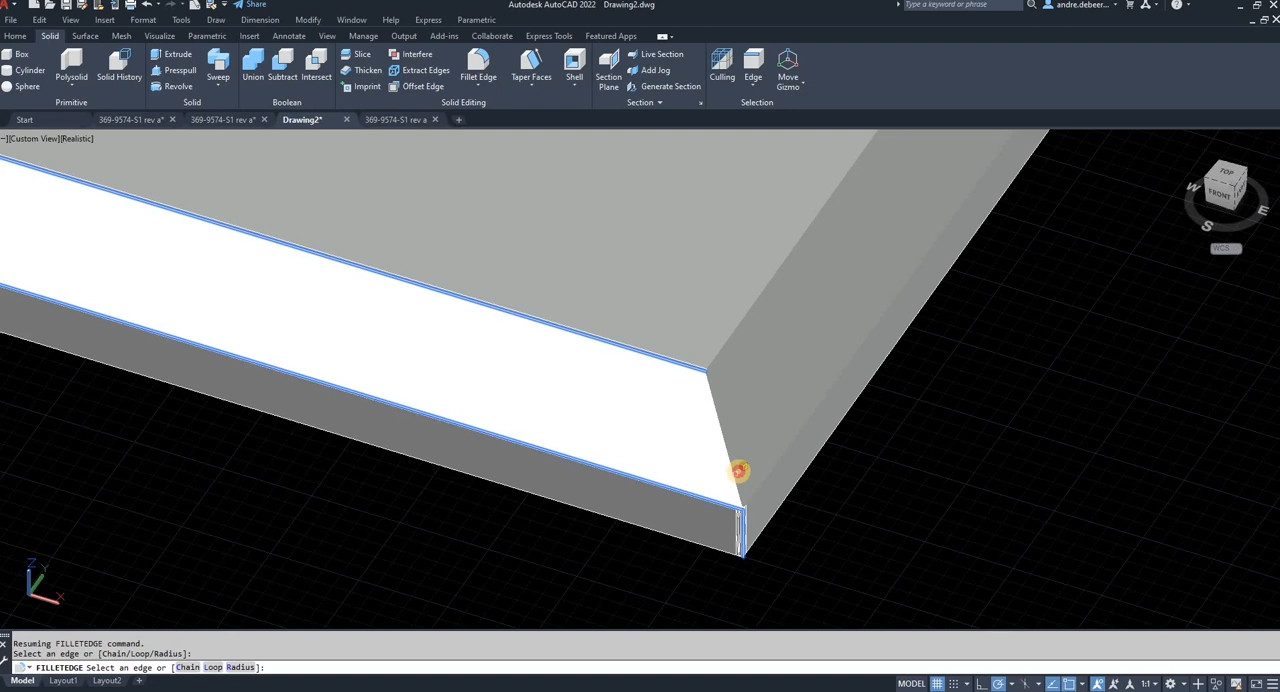 Share
Autodesk AutoCAD 2022 Drawing2.dwg
Type a keyword or phrase
andre.debeer...
File Edit View Insert Format Tools Draw Dimension Modify Window Help Express Parametric
Home Solid Surface Mesh Visualize Parametric Insert Annotate View Manage Output Add-ins Collaborate Express Tools Featured Apps
Box
Cylinder
Sphere
Polysolid
Solid History
Primitive
Extrude
Presspull
Revolve
Sweep
Solid
Union
Subtract
Intersect
Boolean
Slice
Thicken
Imprint
Interfere
Extract Edges
Offset Edge
Fillet Edge
Taper Faces
Shell
Solid Editing
Section
Plane
Live Section
Add Jog
Generate Section
Section
Culling
Edge
Move
Gizmo
Selection
Start 369-9574-S1 rev a* 369-9574-S1 rev a* Drawing2* 369-9574-S1 rev a
–][Custom View][Realistic]
TOP
FRONT
W
E
S
WCS
Z
Y
X
Resuming FILLETEDGE command.
Select an edge or [Chain/Loop/Radius]:
FILLETEDGE Select an edge or [Chain Loop Radius]:
Model Layout1 Layout2
MODEL
1:1